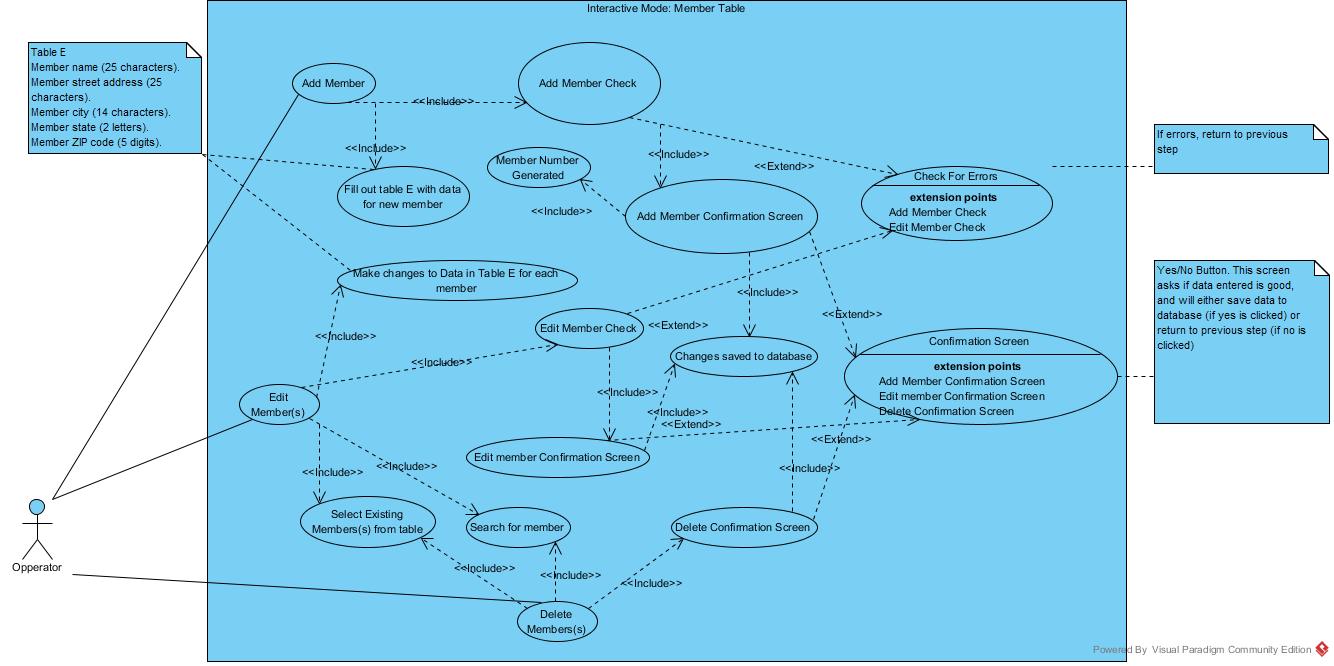 Interactive Mode: Member Table
Table E
Member name (25 characters).
Member street address (25
characters).
Member city (14 characters).
Member state (2 letters).
Member ZIP code (5 digits).
Add Member
<<Include>>
Add Member Check
<<Include>>
Fill out table E with data
for new member
Member Number
Generated
<<Include>>
<<Include>>
<<Extend>>
Add Member Confirmation Screen
Check For Errors
extension points
Add Member Check
Edit Member Check
If errors, return to previous
step
Make changes to Data in Table E for each
member
<<Include>>
<<Extend>>
Yes/No Button. This screen
asks if data entered is good,
and will either save data to
database (if yes is clicked) or
return to previous step (if no is
clicked)
<<Include>>
<<Include>>
Edit Member Check
<<Extend>>
Changes saved to database
Confirmation Screen
extension points
Add Member Confirmation Screen
Edit member Confirmation Screen
Delete Confirmation Screen
Edit
Member(s)
<<Include>>
<<Include>>
<<Extend>>
<<Extend>>
<<Include>>
<<Include>>
Edit member Confirmation Screen
<<Include>>
Select Existing
Members(s) from table
Search for member
Delete Confirmation Screen
Opperator
<<Include>>
<<Include>>
<<Include>>
Delete
Members(s)
Powered By Visual Paradigm Community Edition